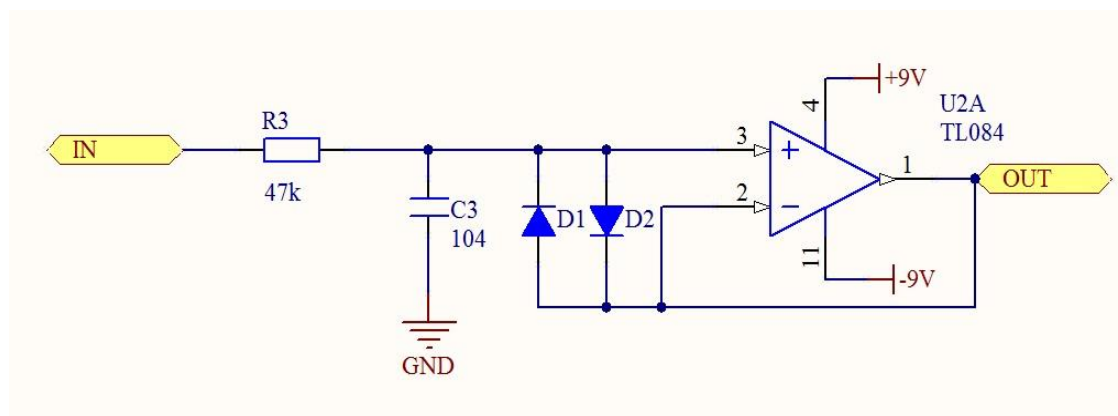 +9V
4
U2A
TL084
R3
IN
3
+
1
OUT
47k
2
−
C3
104
D1
D2
11
-9V
GND